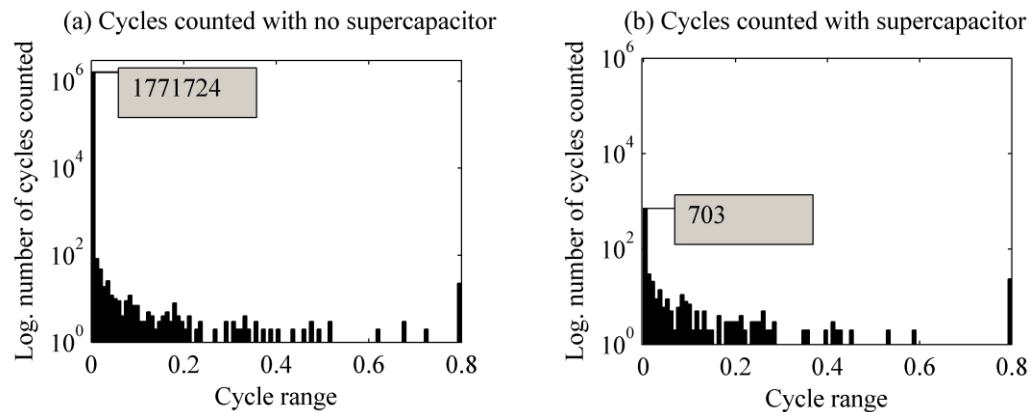 (a) Cycles counted with no supercapacitor
Log. number of cycles counted
10^6
10^4
10^2
10^0
1771724
0 0.2 0.4 0.6 0.8
Cycle range
(b) Cycles counted with supercapacitor
Log. number of cycles counted
10^6
10^4
10^2
10^0
703
0 0.2 0.4 0.6 0.8
Cycle range